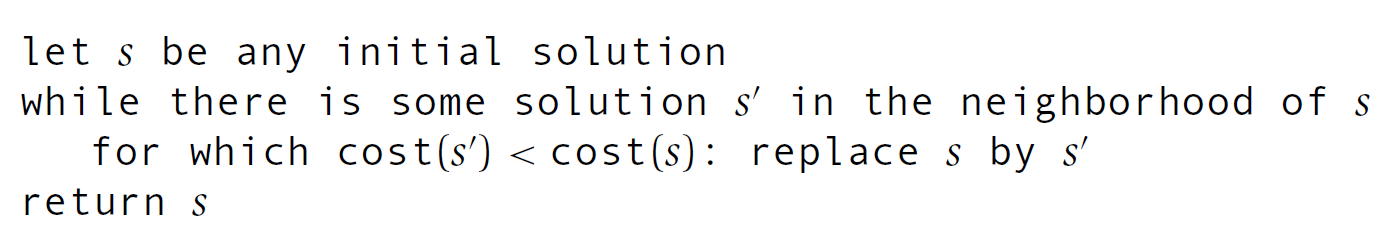 let s be any initial solution
while there is some solution s′ in the neighborhood of s
for which cost(s′) < cost(s): replace s by s′
return s